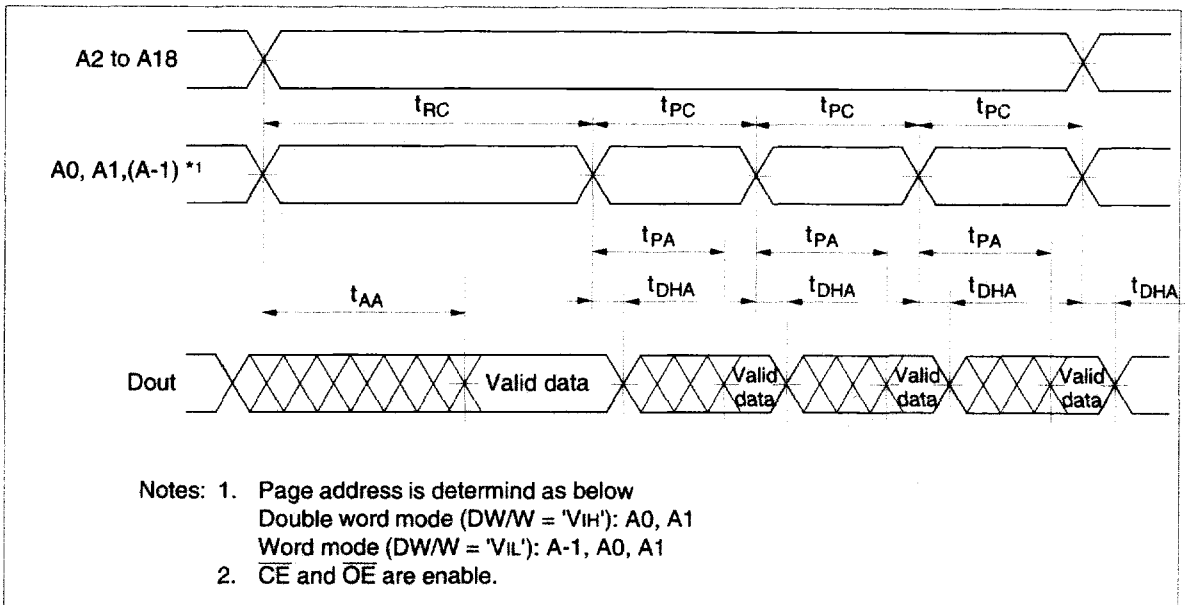 A2 to A18
tRC tPC tPC tPC
A0, A1,(A-1) *1
tPA tPA tPA
tAA tDHA tDHA tDHA tDHA
Dout Valid data Valid data Valid data Valid data
Notes: 1. Page address is determind as below
Double word mode (DW/W = 'VIH'): A0, A1
Word mode (DW/W = 'VIL'): A-1, A0, A1
2. CE and OE are enable.